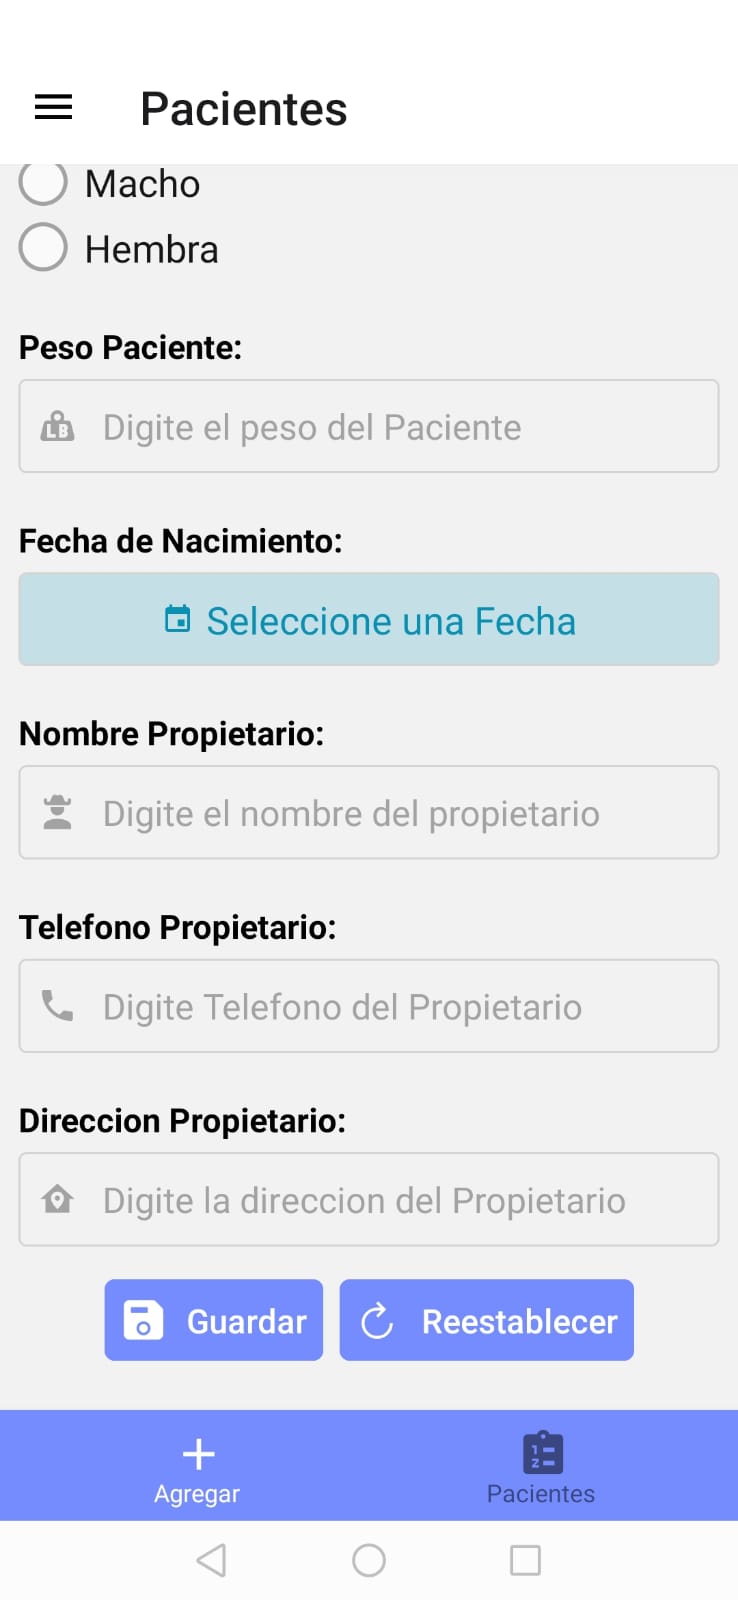 Pacientes
Macho
Hembra
Peso Paciente:
LB Digite el peso del Paciente
Fecha de Nacimiento:
Seleccione una Fecha
Nombre Propietario:
Digite el nombre del propietario
Telefono Propietario:
Digite Telefono del Propietario
Direccion Propietario:
Digite la direccion del Propietario
Guardar Reestablecer
Agregar Pacientes